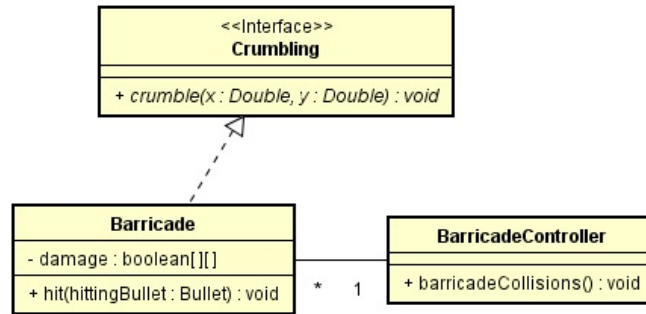 <<Interface>>
Crumbling
+ crumble(x : Double, y : Double) : void
Barricade
- damage : boolean[][]
+ hit(hittingBullet : Bullet) : void
* 1
BarricadeController
+ barricadeCollisions() : void